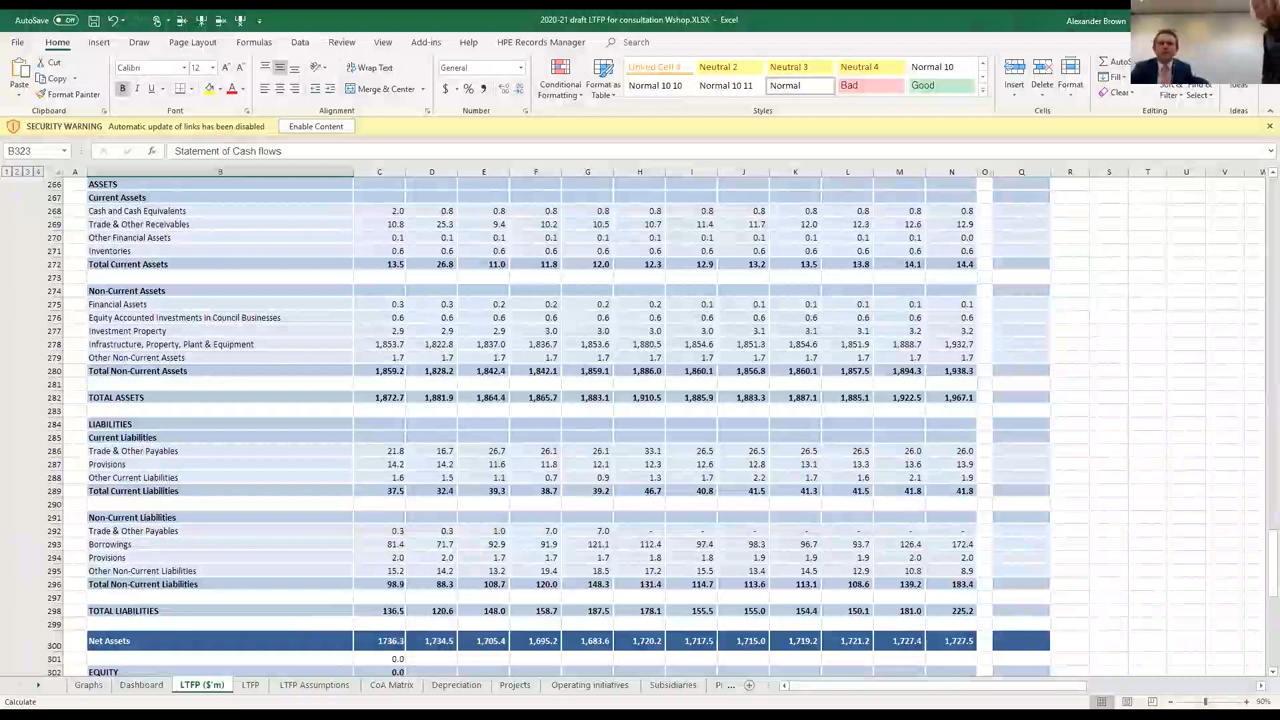 AutoSave Off 2020-21 draft LTFP for consultation Wshop.XLSX - Excel Alexander Brown
File Home Insert Draw Page Layout Formulas Data Review View Add-ins Help HPE Records Manager Search
Cut Calibri 12 Wrap Text General Linked Cell 8 Neutral 2 Neutral 3 Neutral 4 Normal 10
Copy Paste Format Painter B I U Merge & Center $ % Conditional Formatting Format as Table Normal 10 10 Normal 10 11 Normal Bad Good Insert Delete Format Fill Clear
Clipboard Font Alignment Number Styles Cells Editing Ideas
SECURITY WARNING Automatic update of links has been disabled Enable Content
B323 fx Statement of Cash flows
1 2 3 4 A B C D E F G H I J K L M N O Q R S T U V W
266 ASSETS
267 Current Assets
268 Cash and Cash Equivalents 2.0 0.8 0.8 0.8 0.8 0.8 0.8 0.8 0.8 0.8 0.8 0.8
269 Trade & Other Receivables 10.8 25.3 9.4 10.2 10.5 10.7 11.4 11.7 12.0 12.3 12.6 12.9
270 Other Financial Assets 0.1 0.1 0.1 0.1 0.1 0.1 0.1 0.1 0.1 0.1 0.1 0.0
271 Inventories 0.6 0.6 0.6 0.6 0.6 0.6 0.6 0.6 0.6 0.6 0.6 0.6
272 Total Current Assets 13.5 26.8 11.0 11.8 12.0 12.3 12.9 13.2 13.5 13.8 14.1 14.4
273
274 Non-Current Assets
275 Financial Assets 0.3 0.3 0.2 0.2 0.2 0.2 0.1 0.1 0.1 0.1 0.1 0.1
276 Equity Accounted Investments in Council Businesses 0.6 0.6 0.6 0.6 0.6 0.6 0.6 0.6 0.6 0.6 0.6 0.6
277 Investment Property 2.9 2.9 2.9 3.0 3.0 3.0 3.0 3.1 3.1 3.1 3.2 3.2
278 Infrastructure, Property, Plant & Equipment 1,853.7 1,822.8 1,837.0 1,836.7 1,853.6 1,880.5 1,854.6 1,851.3 1,854.6 1,851.9 1,888.7 1,932.7
279 Other Non-Current Assets 1.7 1.7 1.7 1.7 1.7 1.7 1.7 1.7 1.7 1.7 1.7 1.7
280 Total Non-Current Assets 1,859.2 1,828.2 1,842.4 1,842.1 1,859.1 1,886.0 1,860.1 1,856.8 1,860.1 1,857.5 1,894.3 1,938.3
281
282 TOTAL ASSETS 1,872.7 1,881.9 1,864.4 1,865.7 1,883.1 1,910.5 1,885.9 1,883.3 1,887.1 1,885.1 1,922.5 1,967.1
283
284 LIABILITIES
285 Current Liabilities
286 Trade & Other Payables 21.8 16.7 26.7 26.1 26.1 33.1 26.5 26.5 26.5 26.5 26.0 26.0
287 Provisions 14.2 14.2 11.6 11.8 12.1 12.3 12.6 12.8 13.1 13.3 13.6 13.9
288 Other Current Liabilities 1.6 1.5 1.1 0.7 0.9 1.3 1.7 2.2 1.7 1.6 2.1 1.9
289 Total Current Liabilities 37.5 32.4 39.3 38.7 39.2 46.7 40.8 41.5 41.3 41.5 41.8 41.8
290
291 Non-Current Liabilities
292 Trade & Other Payables 0.3 0.3 1.0 7.0 7.0 - - - - - - -
293 Borrowings 81.4 71.7 92.9 91.9 121.1 112.4 97.4 98.3 96.7 93.7 126.4 172.4
294 Provisions 2.0 2.0 1.7 1.7 1.7 1.8 1.8 1.9 1.9 1.9 2.0 2.0
295 Other Non-Current Liabilities 15.2 14.2 13.2 19.4 18.5 17.2 15.5 13.4 14.5 12.9 10.8 8.9
296 Total Non-Current Liabilities 98.9 88.3 108.7 120.0 148.3 131.4 114.7 113.6 113.1 108.6 139.2 183.4
297
298 TOTAL LIABILITIES 136.5 120.6 148.0 158.7 187.5 178.1 155.5 155.0 154.4 150.1 181.0 225.2
299
300 Net Assets 1736.3 1,734.5 1,705.4 1,695.2 1,683.6 1,720.2 1,717.5 1,715.0 1,719.2 1,721.2 1,727.4 1,727.5
301 0.0
302 EQUITY 0.0
Graphs Dashboard LTFP ($'m) LTFP LTFP Assumptions CoA Matrix Depreciation Projects Operating initiatives Subsidiaries ...
Calculate 90%